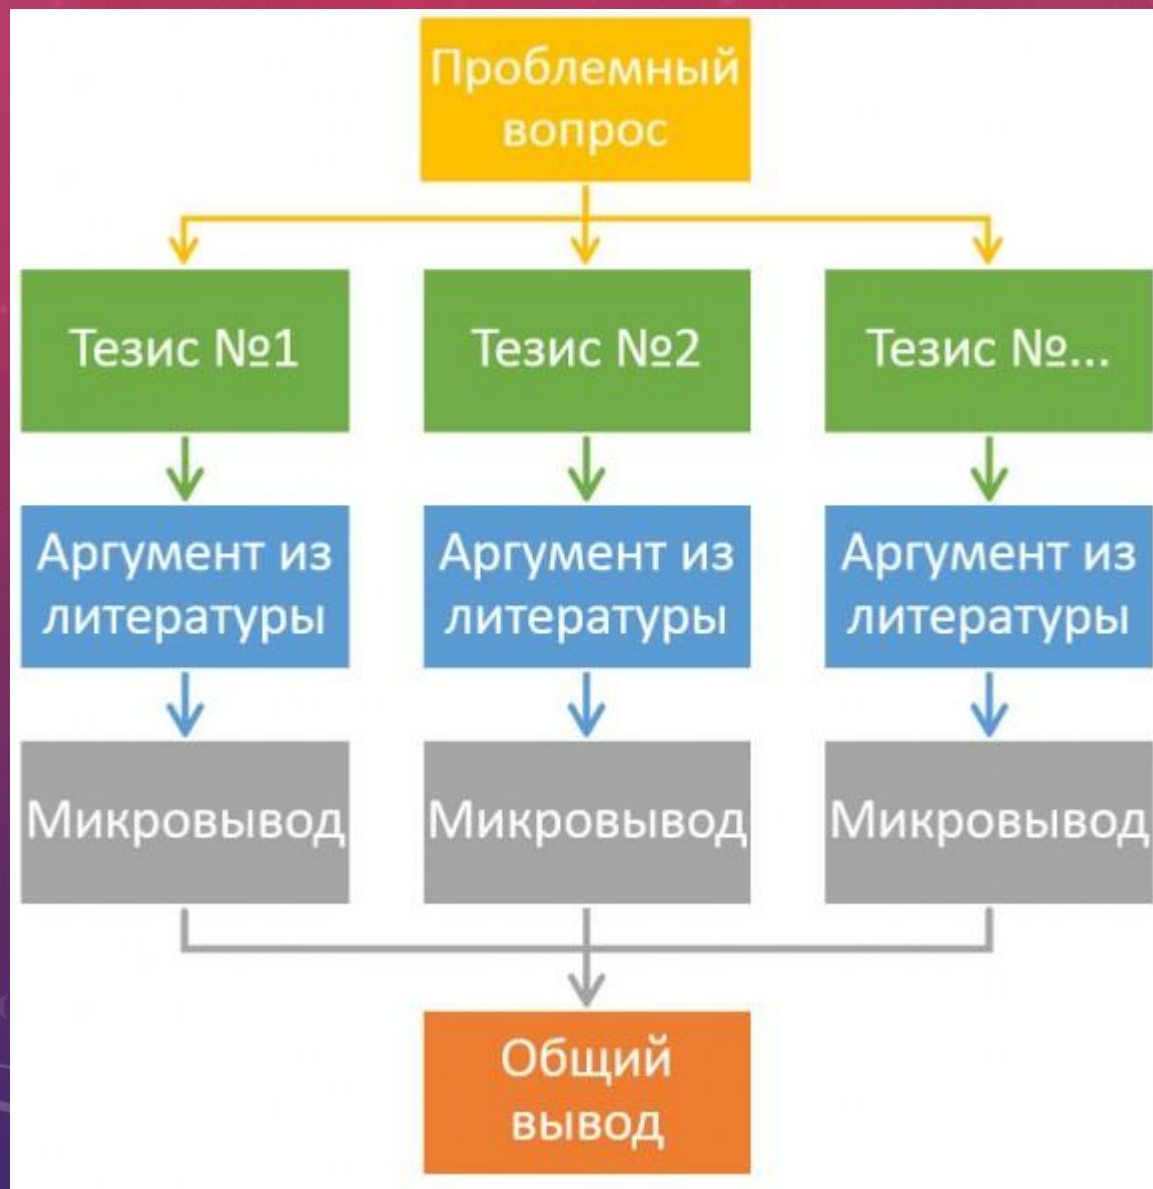 Проблемный
вопрос
Тезис №1
Тезис №2
Тезис №...
Аргумент из
литературы
Аргумент из
литературы
Аргумент из
литературы
Микровывод
Микровывод
Микровывод
Общий
вывод